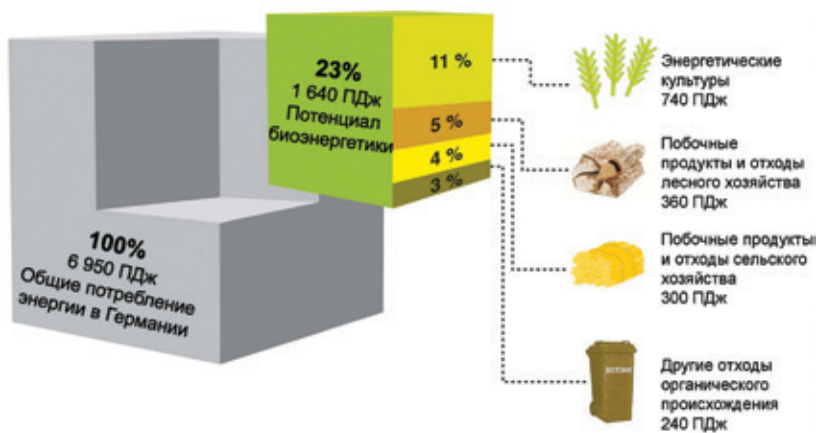 23%
1 640 ПДж
Потенциал
биоэнергетики
11 %
5 %
4 %
3 %
100%
6 950 ПДж
Общие потребление
энергии в Германии
Энергетические
культуры
740 ПДж
Побочные
продукты и отходы
лесного хозяйства
360 ПДж
Побочные продукты
и отходы сельского
хозяйства
300 ПДж
Другие отходы
органического
происхождения
240 ПДж